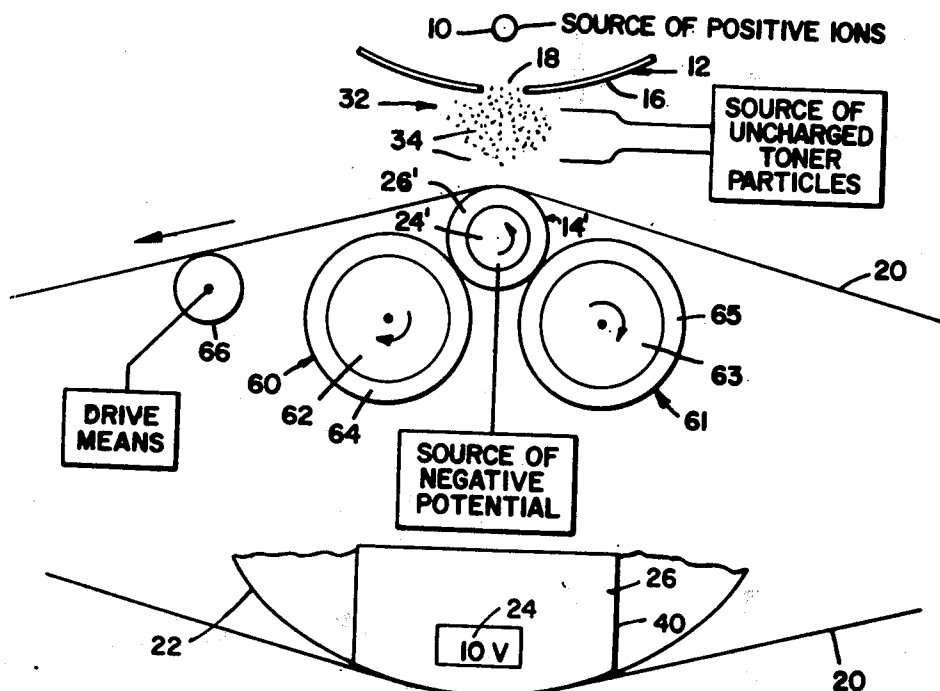 10 SOURCE OF POSITIVE IONS
18
12
32
16
SOURCE OF
UNCHARGED
TONER
PARTICLES
34
26'
24'
14'
20
65
66
60
62
64
63
61
DRIVE
MEANS
SOURCE OF
NEGATIVE
POTENTIAL
26
24
40
22
10 V
20